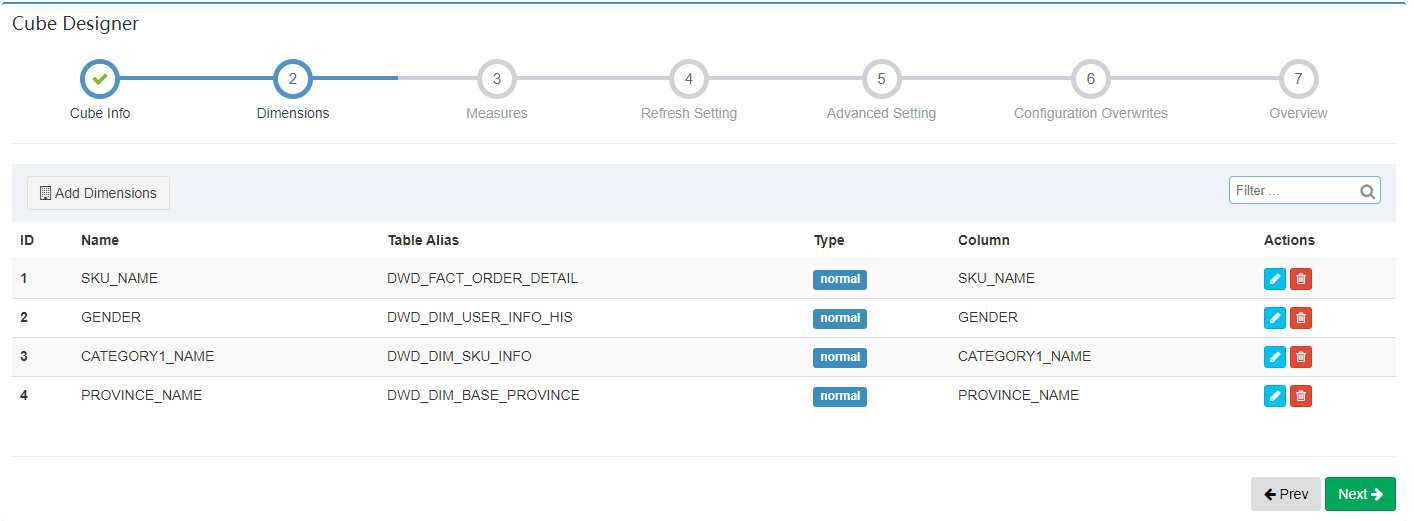 Cube Designer
2 3 4 5 6 7
Cube Info Dimensions Measures Refresh Setting Advanced Setting Configuration Overwrites Overview
Add Dimensions Filter ...
ID Name Table Alias Type Column Actions
1 SKU_NAME DWD_FACT_ORDER_DETAIL normal SKU_NAME
2 GENDER DWD_DIM_USER_INFO_HIS normal GENDER
3 CATEGORY1_NAME DWD_DIM_SKU_INFO normal CATEGORY1_NAME
4 PROVINCE_NAME DWD_DIM_BASE_PROVINCE normal PROVINCE_NAME
Prev Next